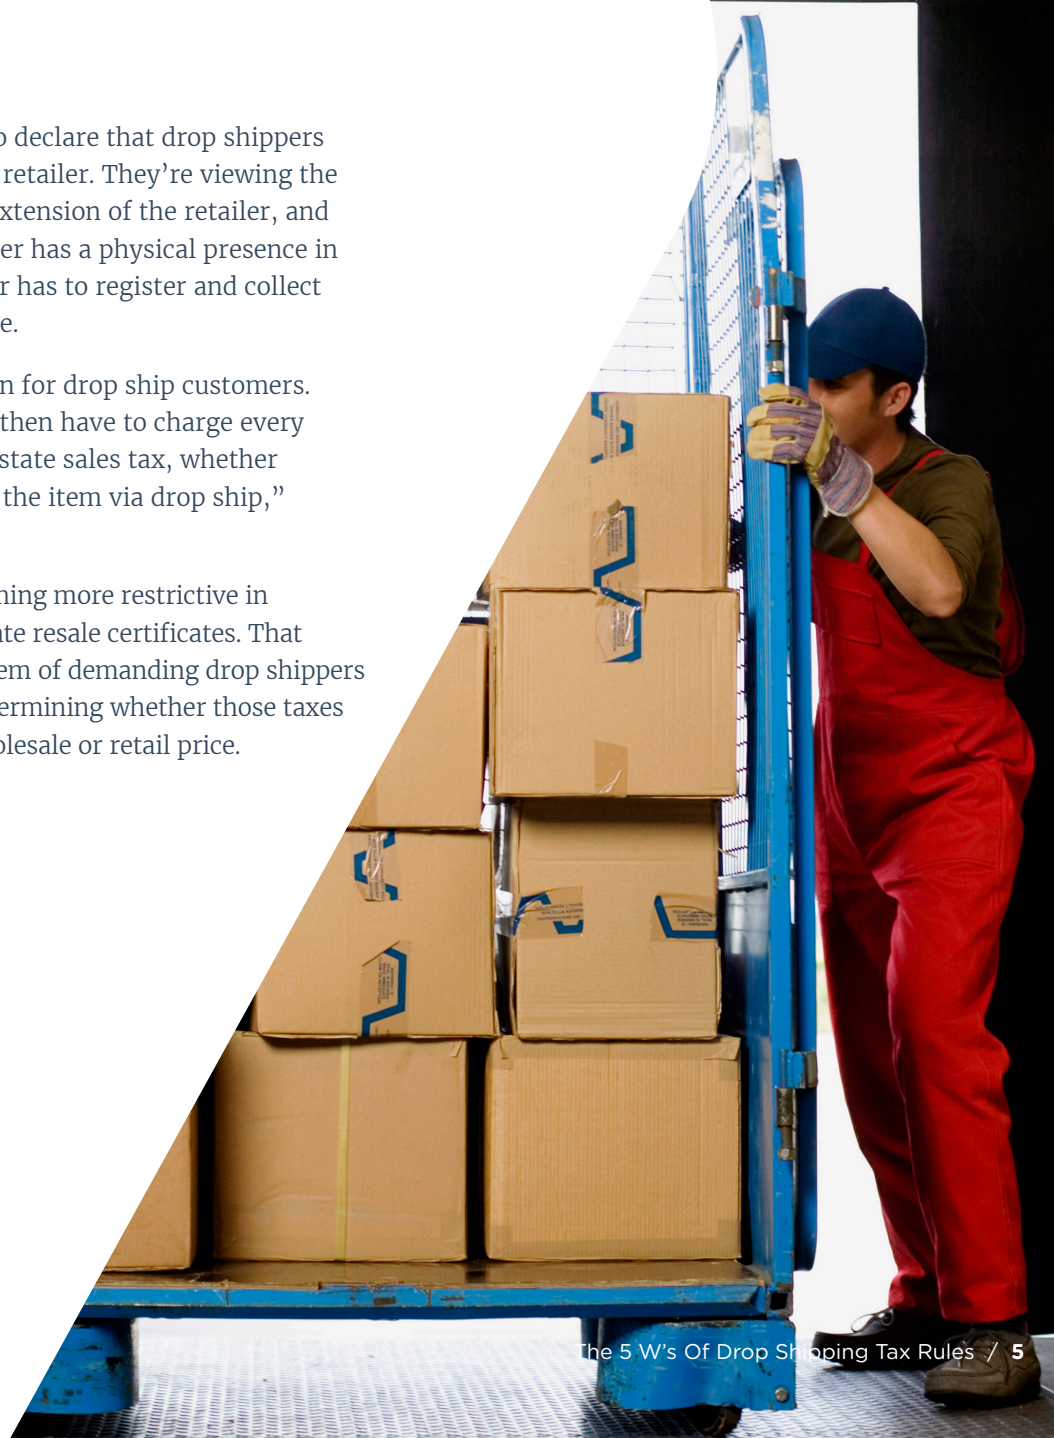 declare that drop shippers
retailer. They’re viewing the
xtension of the retailer, and
er has a physical presence in
r has to register and collect
e.
n for drop ship customers.
then have to charge every
state sales tax, whether
the item via drop ship,”
ning more restrictive in
te resale certificates. That
em of demanding drop shippers
ermining whether those taxes
lesale or retail price.
The 5 W’s Of Drop Shipping Tax Rules / 5